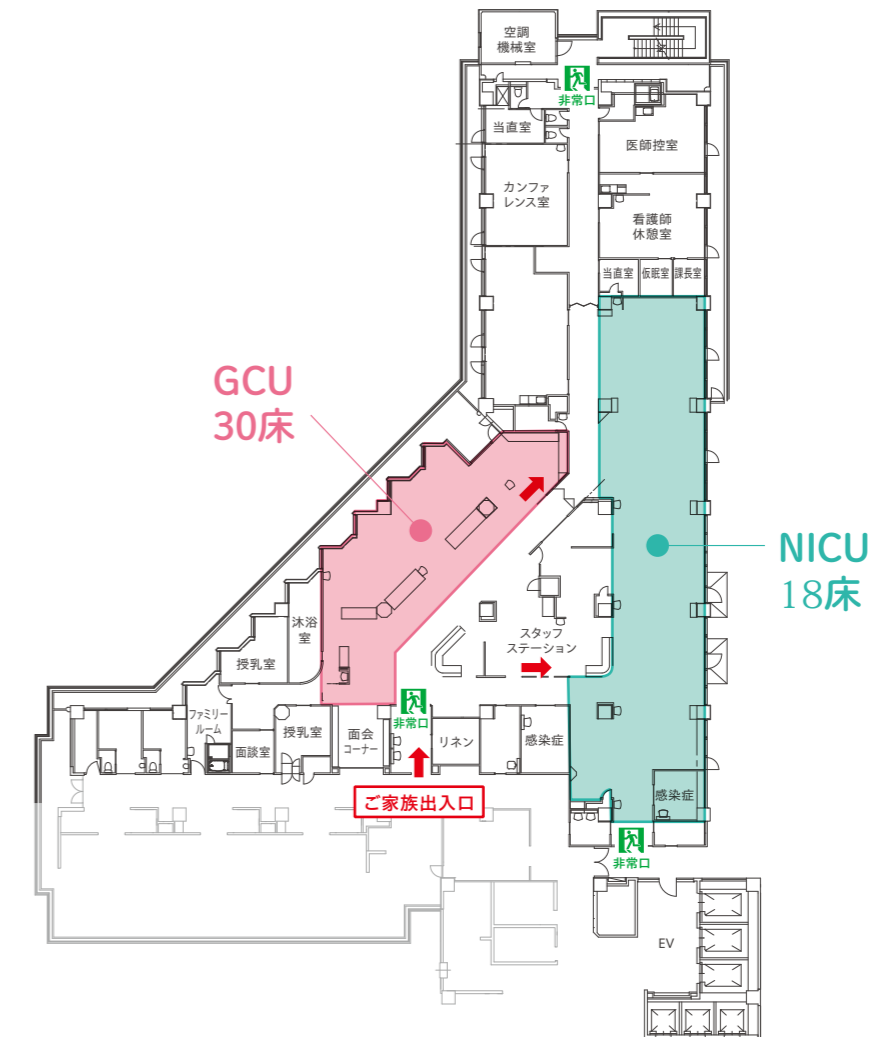 空調
機械室
非常口
当直室
医師控室
カンファ
レンス室
看護師
休憩室
当直室
仮眠室
課長室
GCU
30床
NICU
18床
沐浴
室
スタッフ
ステーション
授乳室
ファミリー
ルーム
面談室
授乳室
面会
コーナー
非常口
リネン
感染症
ご家族出入口
感染症
非常口
EV